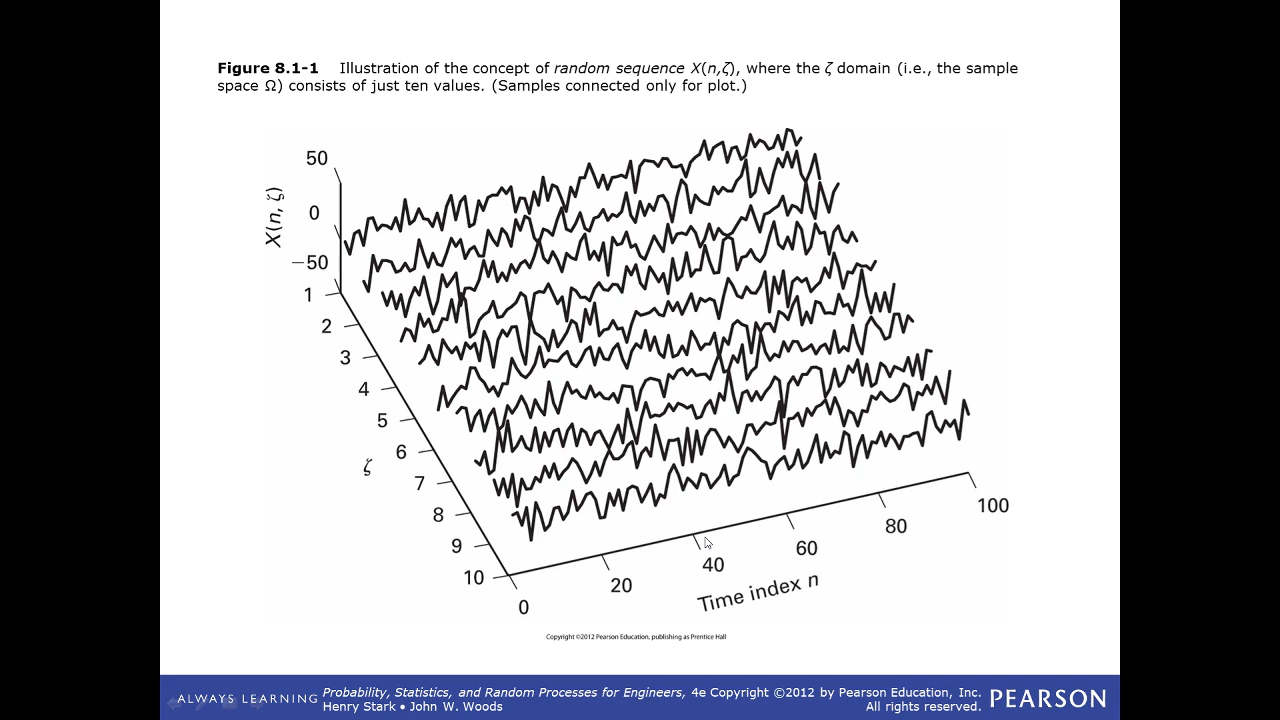 Figure 8.1-1 Illustration of the concept of random sequence X(n,ζ), where the ζ domain (i.e., the sample
space Ω) consists of just ten values. (Samples connected only for plot.)
50
0
−50
X(n, ζ)
1
2
3
4
5
6
7
8
9
10
ζ
0
20
40
60
80
100
Time index n
Copyright ©2012 Pearson Education, publishing as Prentice Hall
ALWAYS LEARNING
Probability, Statistics, and Random Processes for Engineers, 4e
Henry Stark • John W. Woods
Copyright ©2012 by Pearson Education, Inc.
All rights reserved.
PEARSON